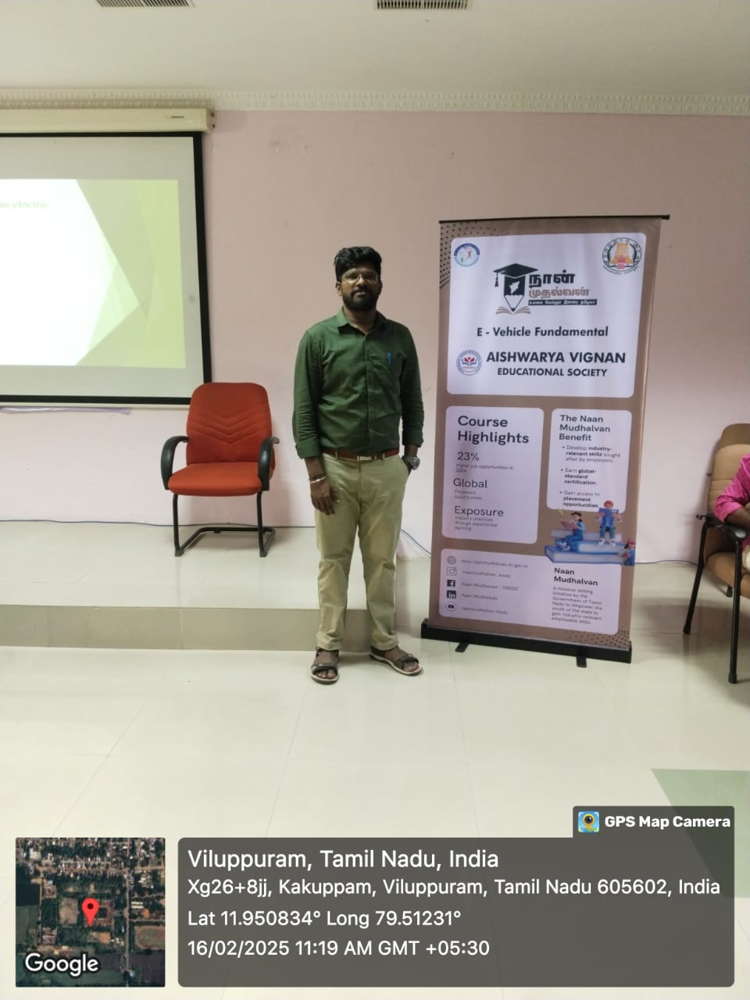 an electric
நான்
முதல்வன்
உலகை வெல்லும் இளைய தமிழகம்
E - Vehicle Fundamental
AISHWARYA VIGNAN
EDUCATIONAL SOCIETY
Course
Highlights
23%
Higher job opportunities in
2024
Global
Placement
Opportunities
Exposure
Industry practices
through experiential
learning
The Naan
Mudhalvan
Benefit
• Develop industry-
relevant skills sought
after by employers.
• Earn global-
standard
certification.
• Gain access to
placement
opportunities.
www.naanmudhalvan.tn.gov.in
naanmudhalvan_tnsdc
Naan Mudhalvan - TNSDC
Naan Mudhalvan
naanmudhalvan-tnsdc
Naan
Mudhalvan
A massive skilling
initiative by the
Government of Tamil
Nadu to empower the
youth of the state to
gain industry-relevant
employable skills.
GPS Map Camera
Viluppuram, Tamil Nadu, India
Xg26+8jj, Kakuppam, Viluppuram, Tamil Nadu 605602, India
Lat 11.950834° Long 79.51231°
16/02/2025 11:19 AM GMT +05:30
Google